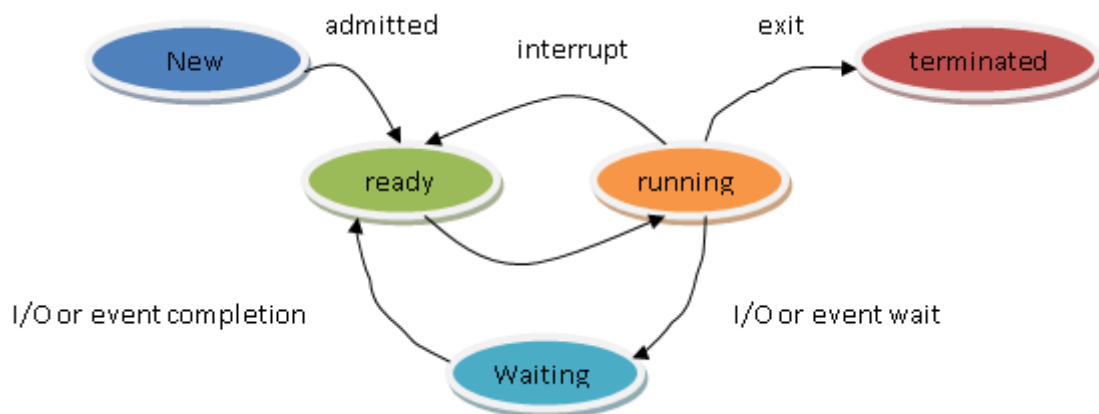 admitted
exit
interrupt
New
terminated
ready
running
I/O or event completion
I/O or event wait
Waiting